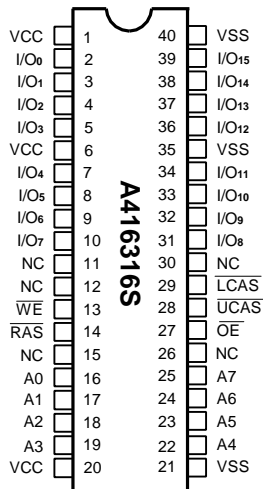 VCC 1 40 VSS
I/O0 2 39 I/O15
I/O1 3 38 I/O14
I/O2 4 37 I/O13
I/O3 5 36 I/O12
VCC 6 35 VSS
I/O4 7 34 I/O11
I/O5 8 33 I/O10
I/O6 9 32 I/O9
I/O7 10 31 I/O8
NC 11 30 NC
NC 12 29 LCAS
WE 13 28 UCAS
RAS 14 27 OE
NC 15 26 NC
A0 16 25 A7
A1 17 24 A6
A2 18 23 A5
A3 19 22 A4
VCC 20 21 VSS
A416316S